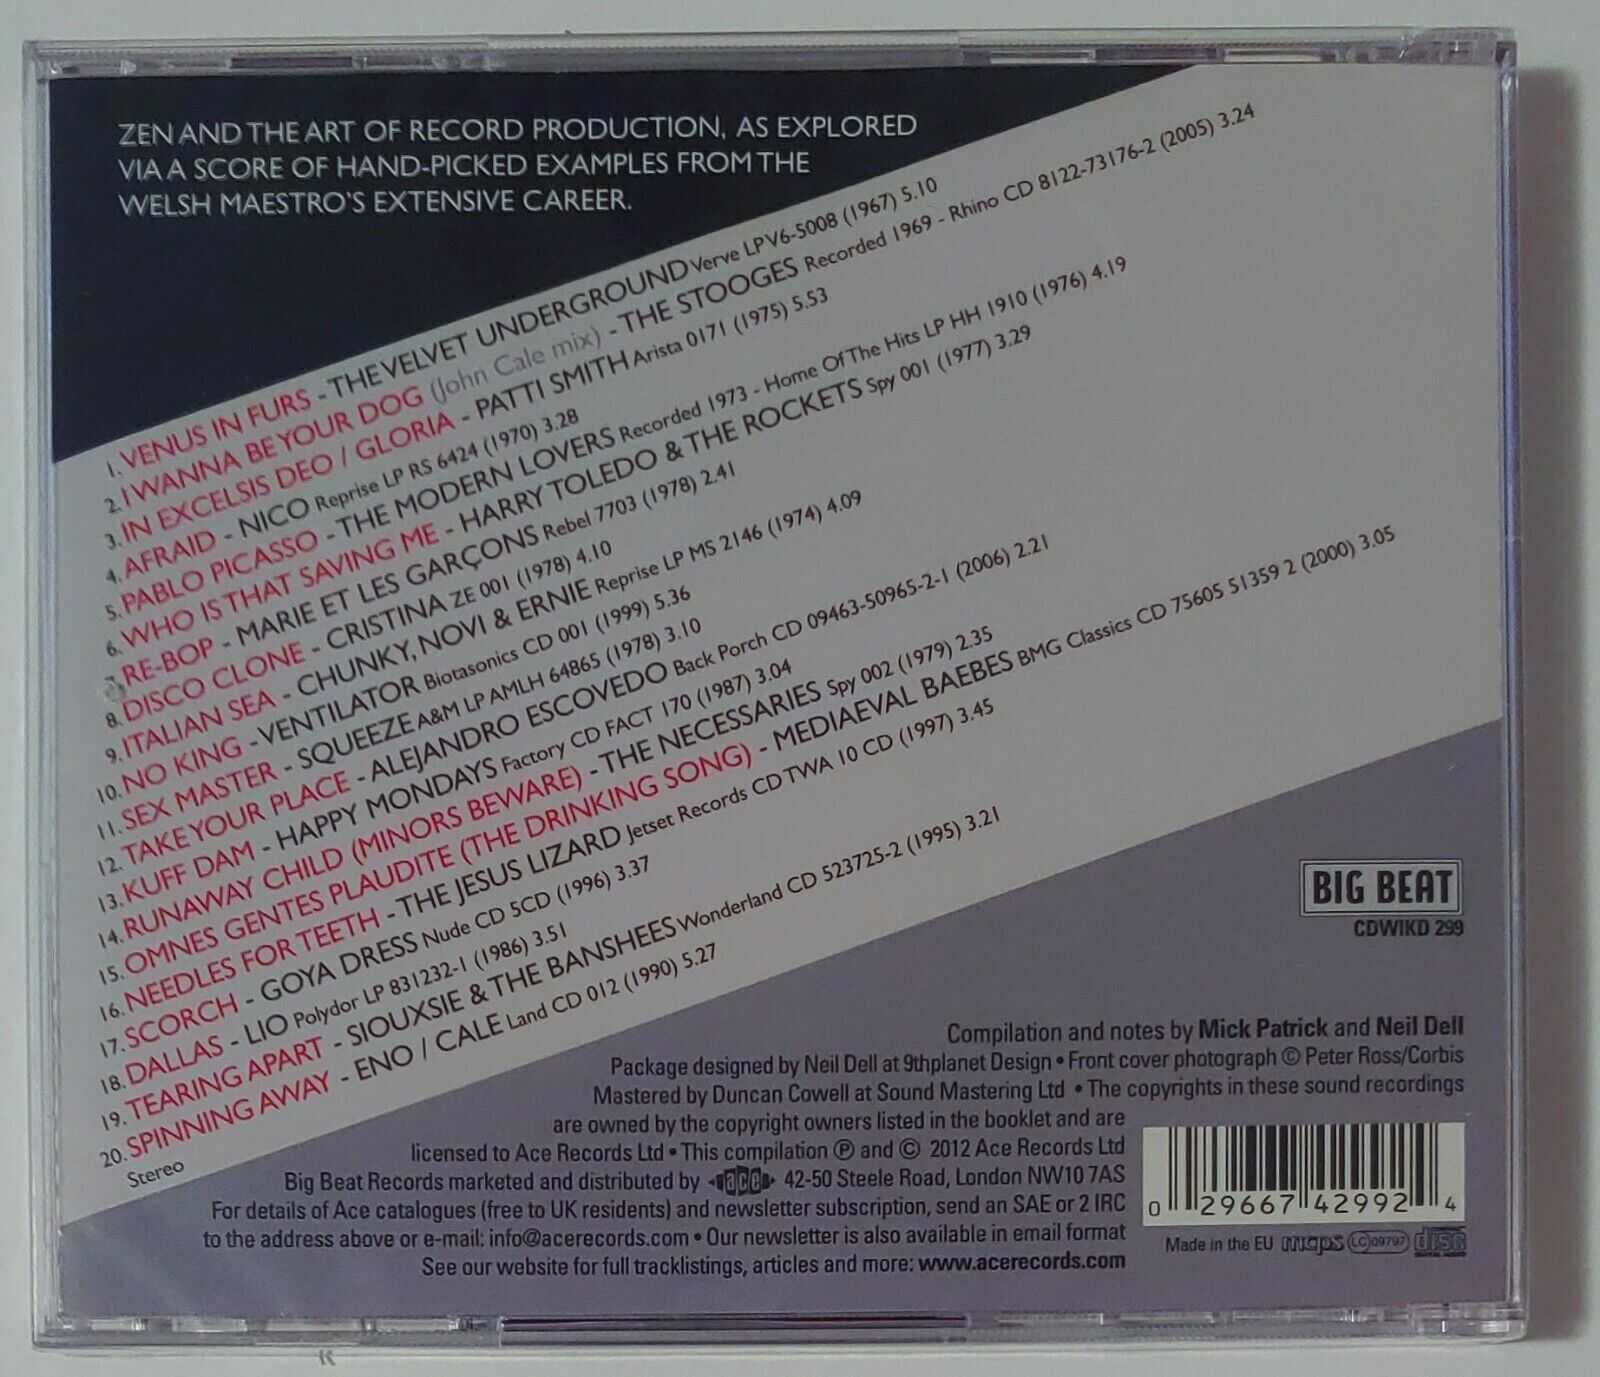 ZEN AND THE ART OF RECORD PRODUCTION, AS EXPLORED
VIA A SCORE OF HAND-PICKED EXAMPLES FROM THE
WELSH MAESTRO'S EXTENSIVE CAREER.
1. VENUS IN FURS - THE VELVET UNDERGROUND Verve LP V6-5008 (1967) 5.10
2. I WANNA BE YOUR DOG (John Cale mix) - THE STOOGES Recorded 1969 - Rhino CD 8122-73176-2 (2005) 3.24
3. IN EXCELSIS DEO / GLORIA - PATTI SMITH Arista 0171 (1975) 5.53
4. AFRAID - NICO Reprise LP RS 6424 (1970) 3.28
5. PABLO PICASSO - THE MODERN LOVERS Recorded 1973 - Home Of The Hits LP HH 1910 (1976) 4.19
6. WHO IS THAT SAVING ME - HARRY TOLEDO & THE ROCKETS Spy 001 (1977) 3.29
7. RE-BOP - MARIE ET LES GARÇONS Rebel 7703 (1978) 2.41
8. DISCO CLONE - CRISTINA ZE 001 (1978) 4.10
9. ITALIAN SEA - CHUNKY, NOVI & ERNIE Reprise LP MS 2146 (1974) 4.09
10. NO KING - VENTILATOR Biotasonics CD 001 (1999) 5.36
11. SEX MASTER - SQUEEZE A&M LP AMLH 64865 (1978) 3.10
12. TAKE YOUR PLACE - ALEJANDRO ESCOVEDO Back Porch CD 09463-50965-2-1 (2006) 2.21
13. KUFF DAM - HAPPY MONDAYS Factory CD FACT 170 (1987) 3.04
14. RUNAWAY CHILD (MINORS BEWARE) - THE NECESSARIES Spy 002 (1979) 2.35
15. OMNES GENTES PLAUDITE (THE DRINKING SONG) - MEDIAEVAL BAEBES BMG Classics CD 75605 51359 2 (2000) 3.05
16. NEEDLES FOR TEETH - THE JESUS LIZARD Jetset Records CD TWA 10 CD (1997) 3.45
17. SCORCH - GOYA DRESS Nude CD 5CD (1996) 3.37
18. DALLAS - LIO Polydor LP 831232-1 (1986) 3.51
19. TEARING APART - SIOUXSIE & THE BANSHEES Wonderland CD 523725-2 (1995) 3.21
20. SPINNING AWAY - ENO / CALE Land CD 012 (1990) 5.27
Stereo
BIG BEAT
CDWIKD 299
Compilation and notes by Mick Patrick and Neil Dell
Package designed by Neil Dell at 9thplanet Design • Front cover photograph © Peter Ross/Corbis
Mastered by Duncan Cowell at Sound Mastering Ltd • The copyrights in these sound recordings
are owned by the copyright owners listed in the booklet and are
licensed to Ace Records Ltd • This compilation ℗ and © 2012 Ace Records Ltd
Big Beat Records marketed and distributed by ace 42-50 Steele Road, London NW10 7AS
For details of Ace catalogues (free to UK residents) and newsletter subscription, send an SAE or 2 IRC
to the address above or e-mail: info@acerecords.com • Our newsletter is also available in email format
See our website for full tracklistings, articles and more: www.acerecords.com
0 29667 42992 4
Made in the EU mcps LC 09797 disc DIGITAL AUDIO